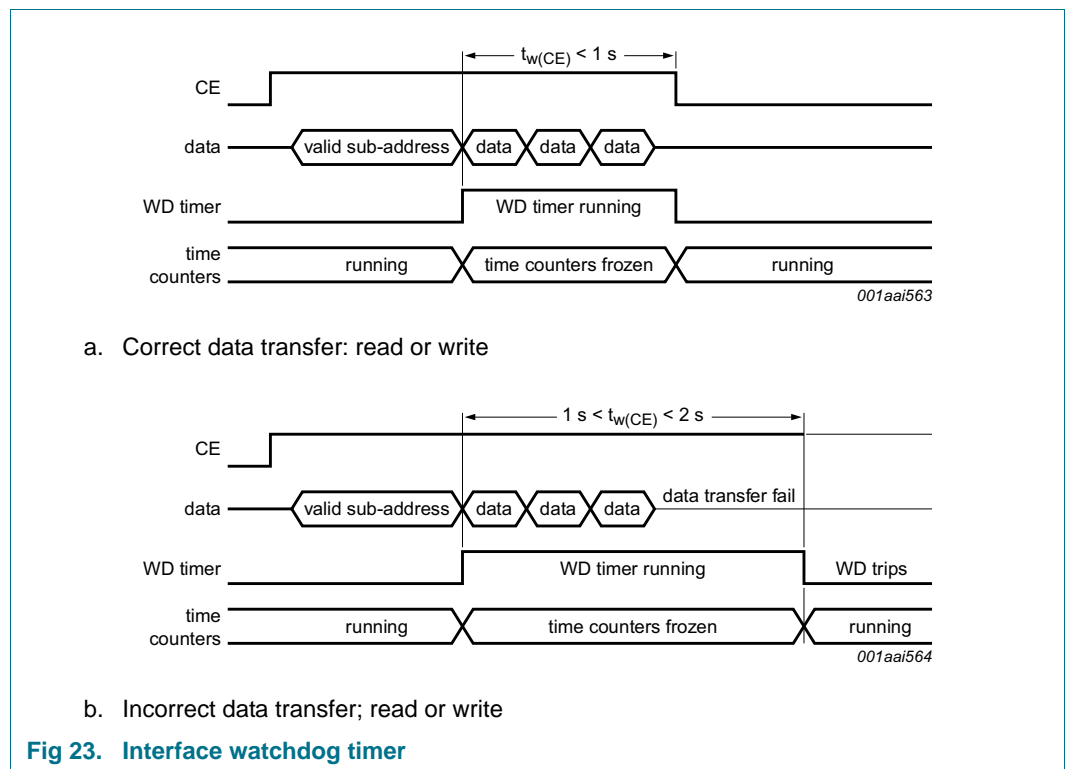 tw(CE) < 1 s
CE
data valid sub-address data data data
WD timer WD timer running
time
counters running time counters frozen running
001aai563
a. Correct data transfer: read or write
1 s < tw(CE) < 2 s
CE
data valid sub-address data data data data transfer fail
WD timer WD timer running WD trips
time
counters running time counters frozen running
001aai564
b. Incorrect data transfer; read or write
Fig 23. Interface watchdog timer